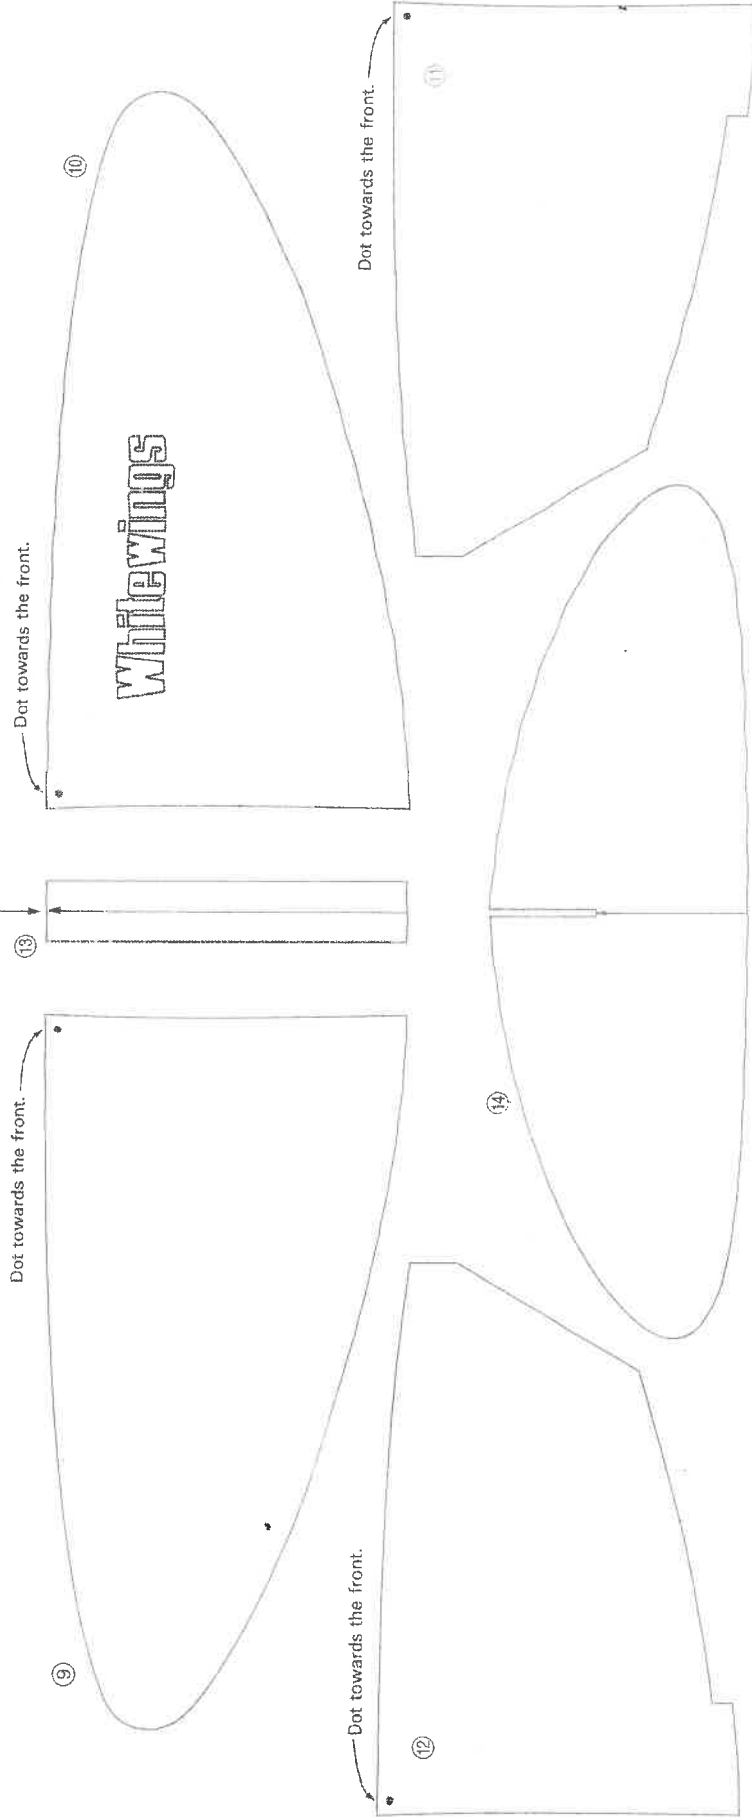 ⑨
Dot towards the front.
⑬
Dot towards the front.
⑩
Whitewings
⑫
Dot towards the front.
⑭
Dot towards the front.
⑪